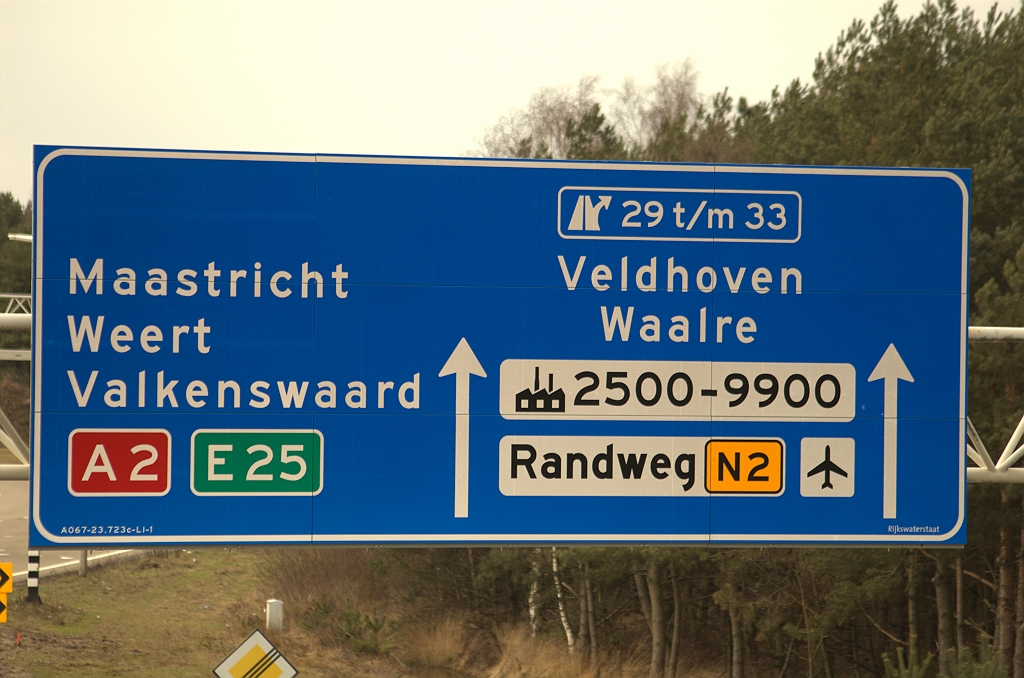 29 t/m 33
Maastricht
Weert
Valkenswaard
A2 E25
Veldhoven
Waalre
2500-9900
Randweg N2
A067-23.723c-Li-1
Rijkswaterstaat